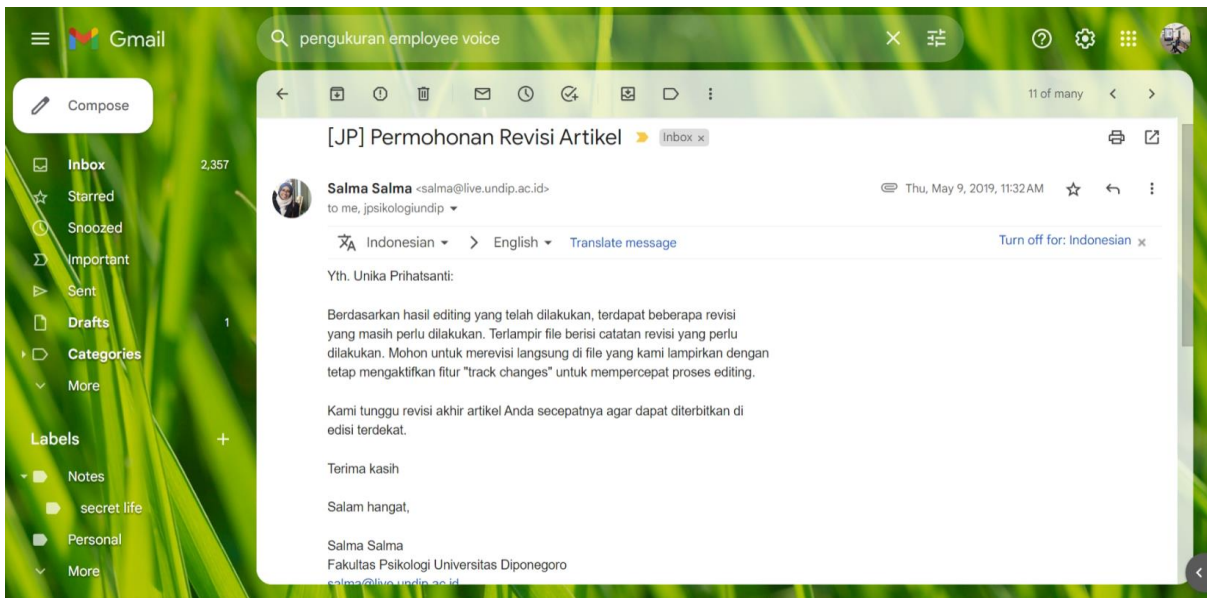 Gmail
pengukuran employee voice
Compose
11 of many
[JP] Permohonan Revisi Artikel Inbox ×
Inbox 2,357
Starred
Snoozed
Important
Sent
Drafts 1
Categories
More
Labels +
Notes
secret life
Personal
More
Salma Salma <salma@live.undip.ac.id> Thu, May 9, 2019, 11:32 AM
to me, jpsikologiundip
Indonesian > English Translate message Turn off for: Indonesian ×
Yth. Unika Prihatsanti:
Berdasarkan hasil editing yang telah dilakukan, terdapat beberapa revisi
yang masih perlu dilakukan. Terlampir file berisi catatan revisi yang perlu
dilakukan. Mohon untuk merevisi langsung di file yang kami lampirkan dengan
tetap mengaktifkan fitur "track changes" untuk mempercepat proses editing.
Kami tunggu revisi akhir artikel Anda secepatnya agar dapat diterbitkan di
edisi terdekat.
Terima kasih
Salam hangat,
Salma Salma
Fakultas Psikologi Universitas Diponegoro
salma@live.undip.ac.id